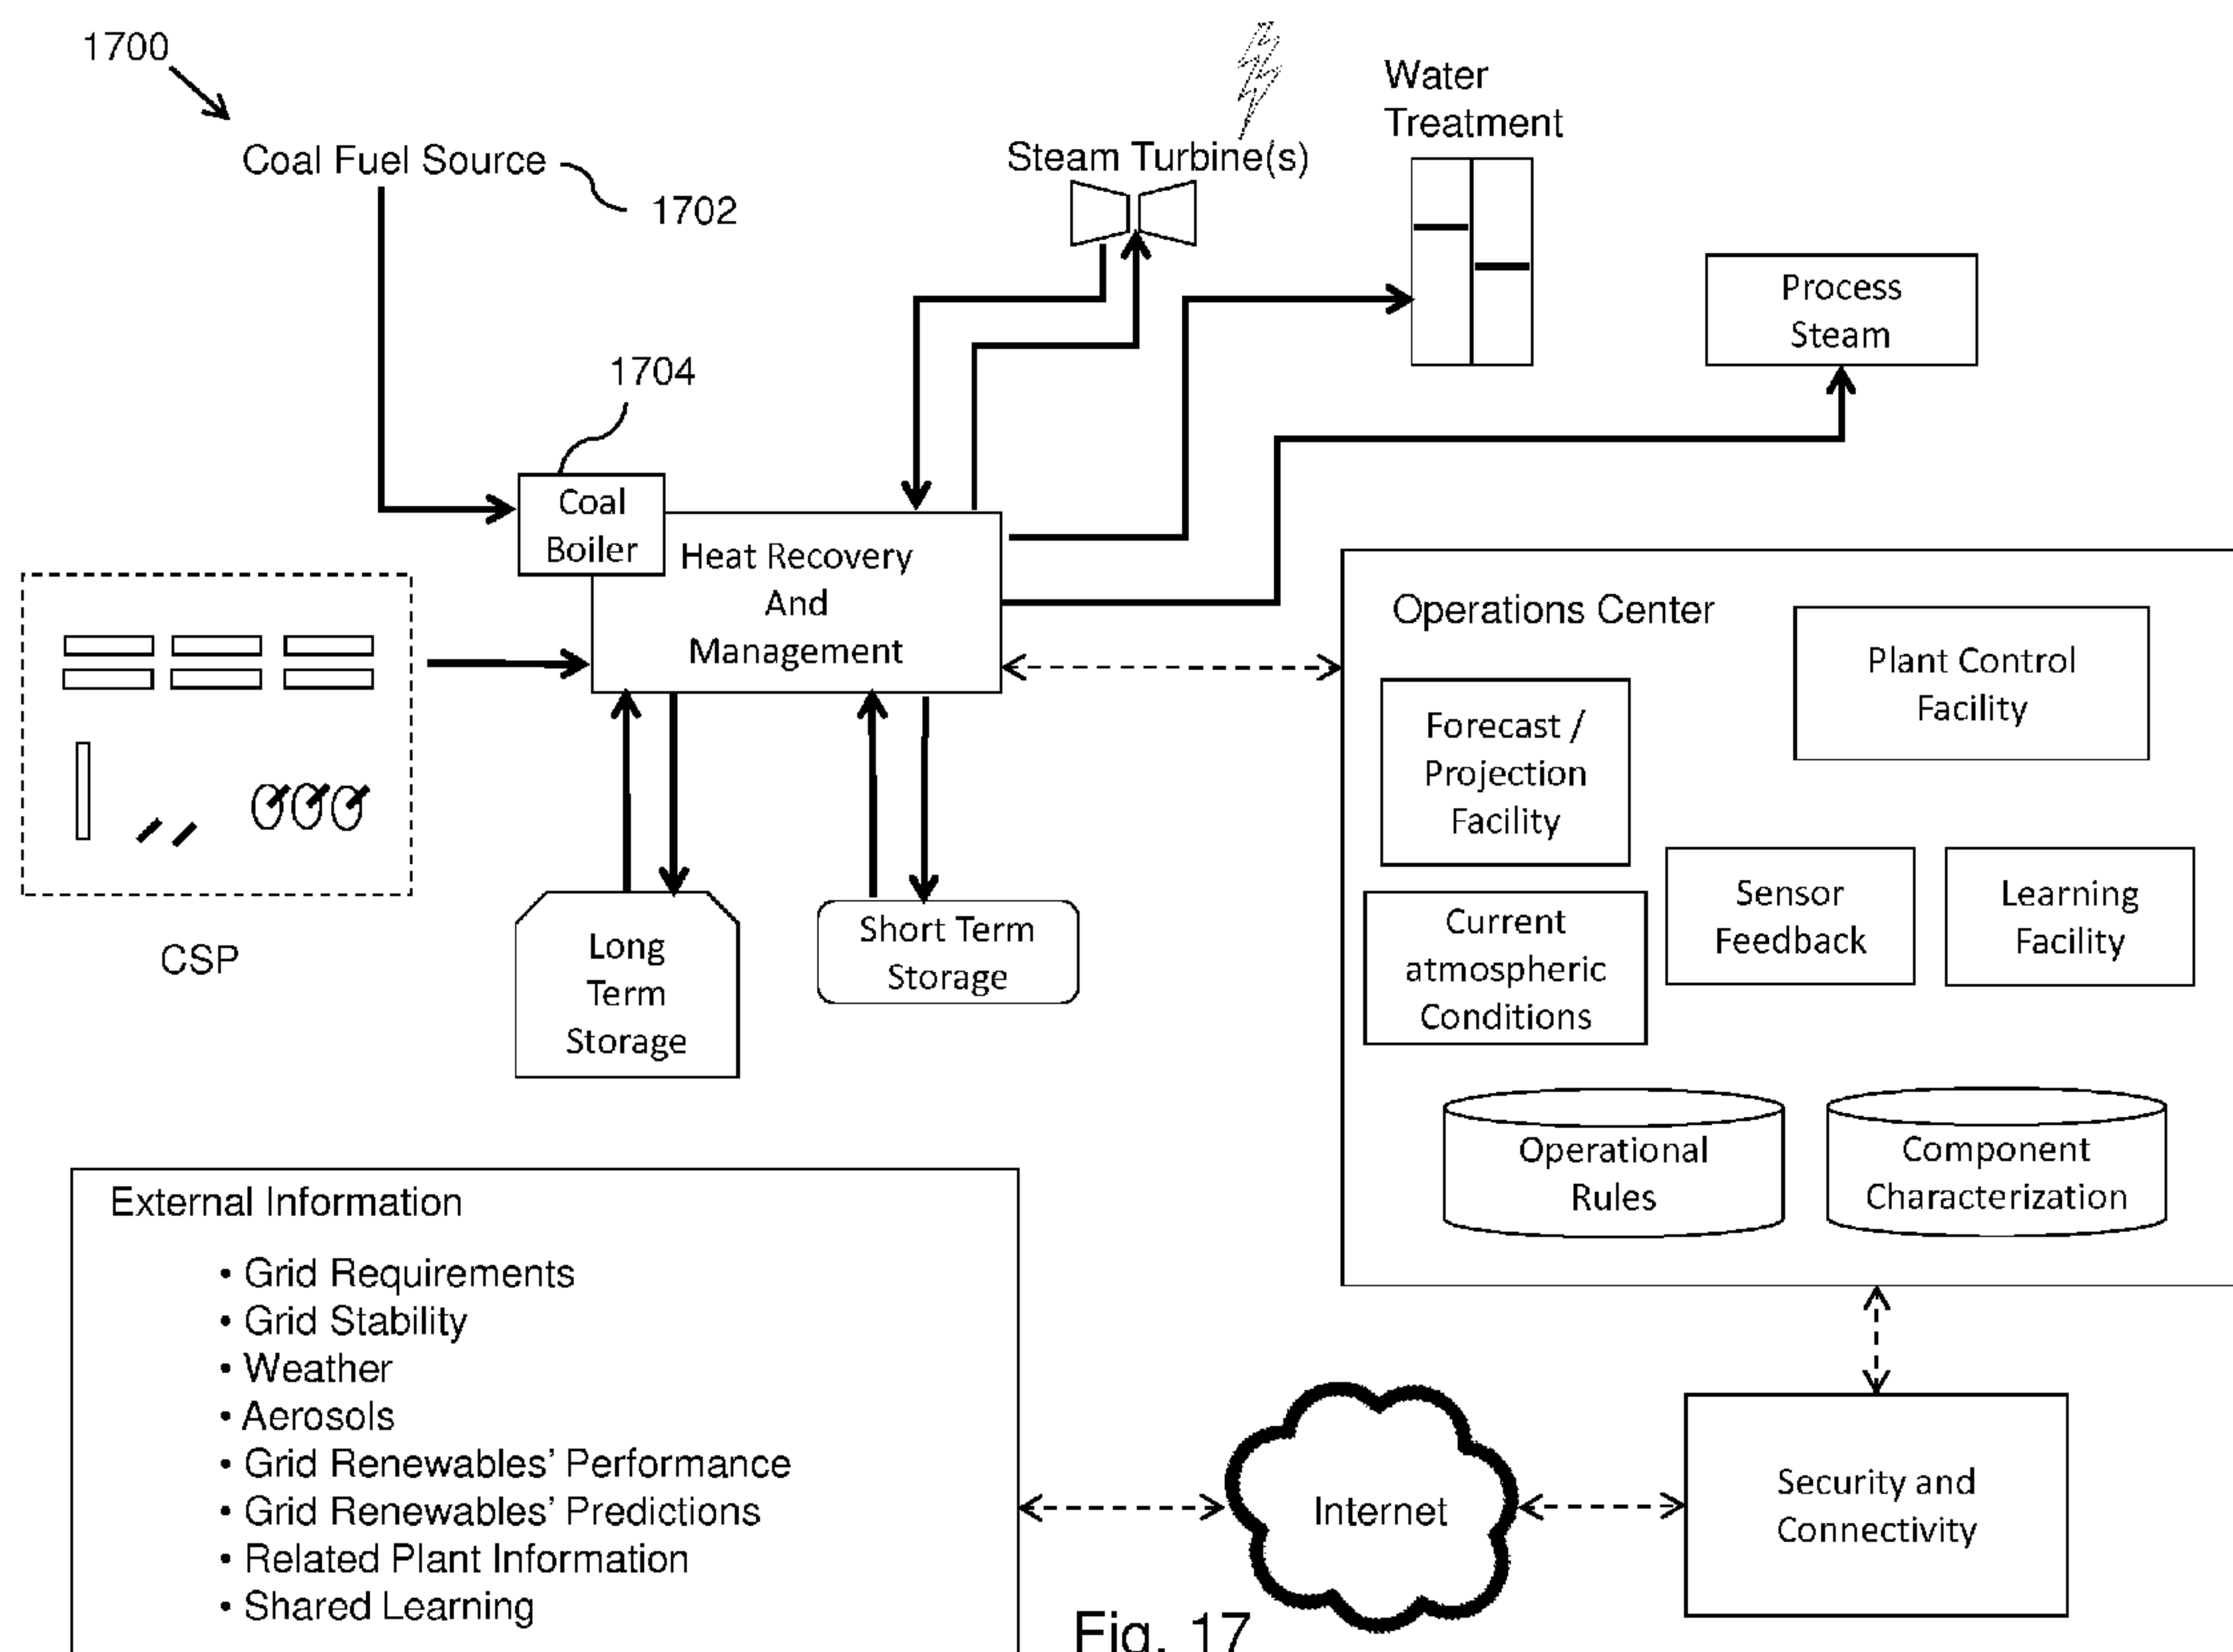 1700
Coal Fuel Source
1702
Steam Turbine(s)
Water
Treatment
Process
Steam
1704
Coal
Boiler
Heat Recovery
And
Management
CSP
Long
Term
Storage
Short Term
Storage
Operations Center
Plant Control
Facility
Forecast /
Projection
Facility
Current
atmospheric
Conditions
Sensor
Feedback
Learning
Facility
Operational
Rules
Component
Characterization
External Information
• Grid Requirements
• Grid Stability
• Weather
• Aerosols
• Grid Renewables’ Performance
• Grid Renewables’ Predictions
• Related Plant Information
• Shared Learning
Internet
Security and
Connectivity
Fig. 17